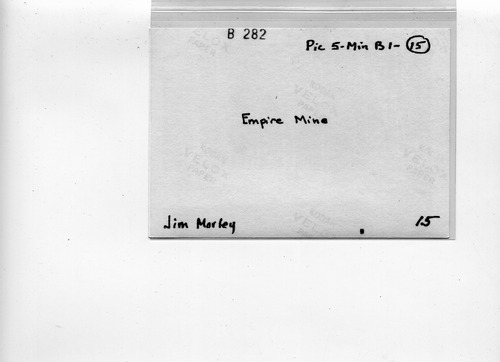 B 282
Pic 5-Min B1- 15
Empire Mine
Jim Morley
15